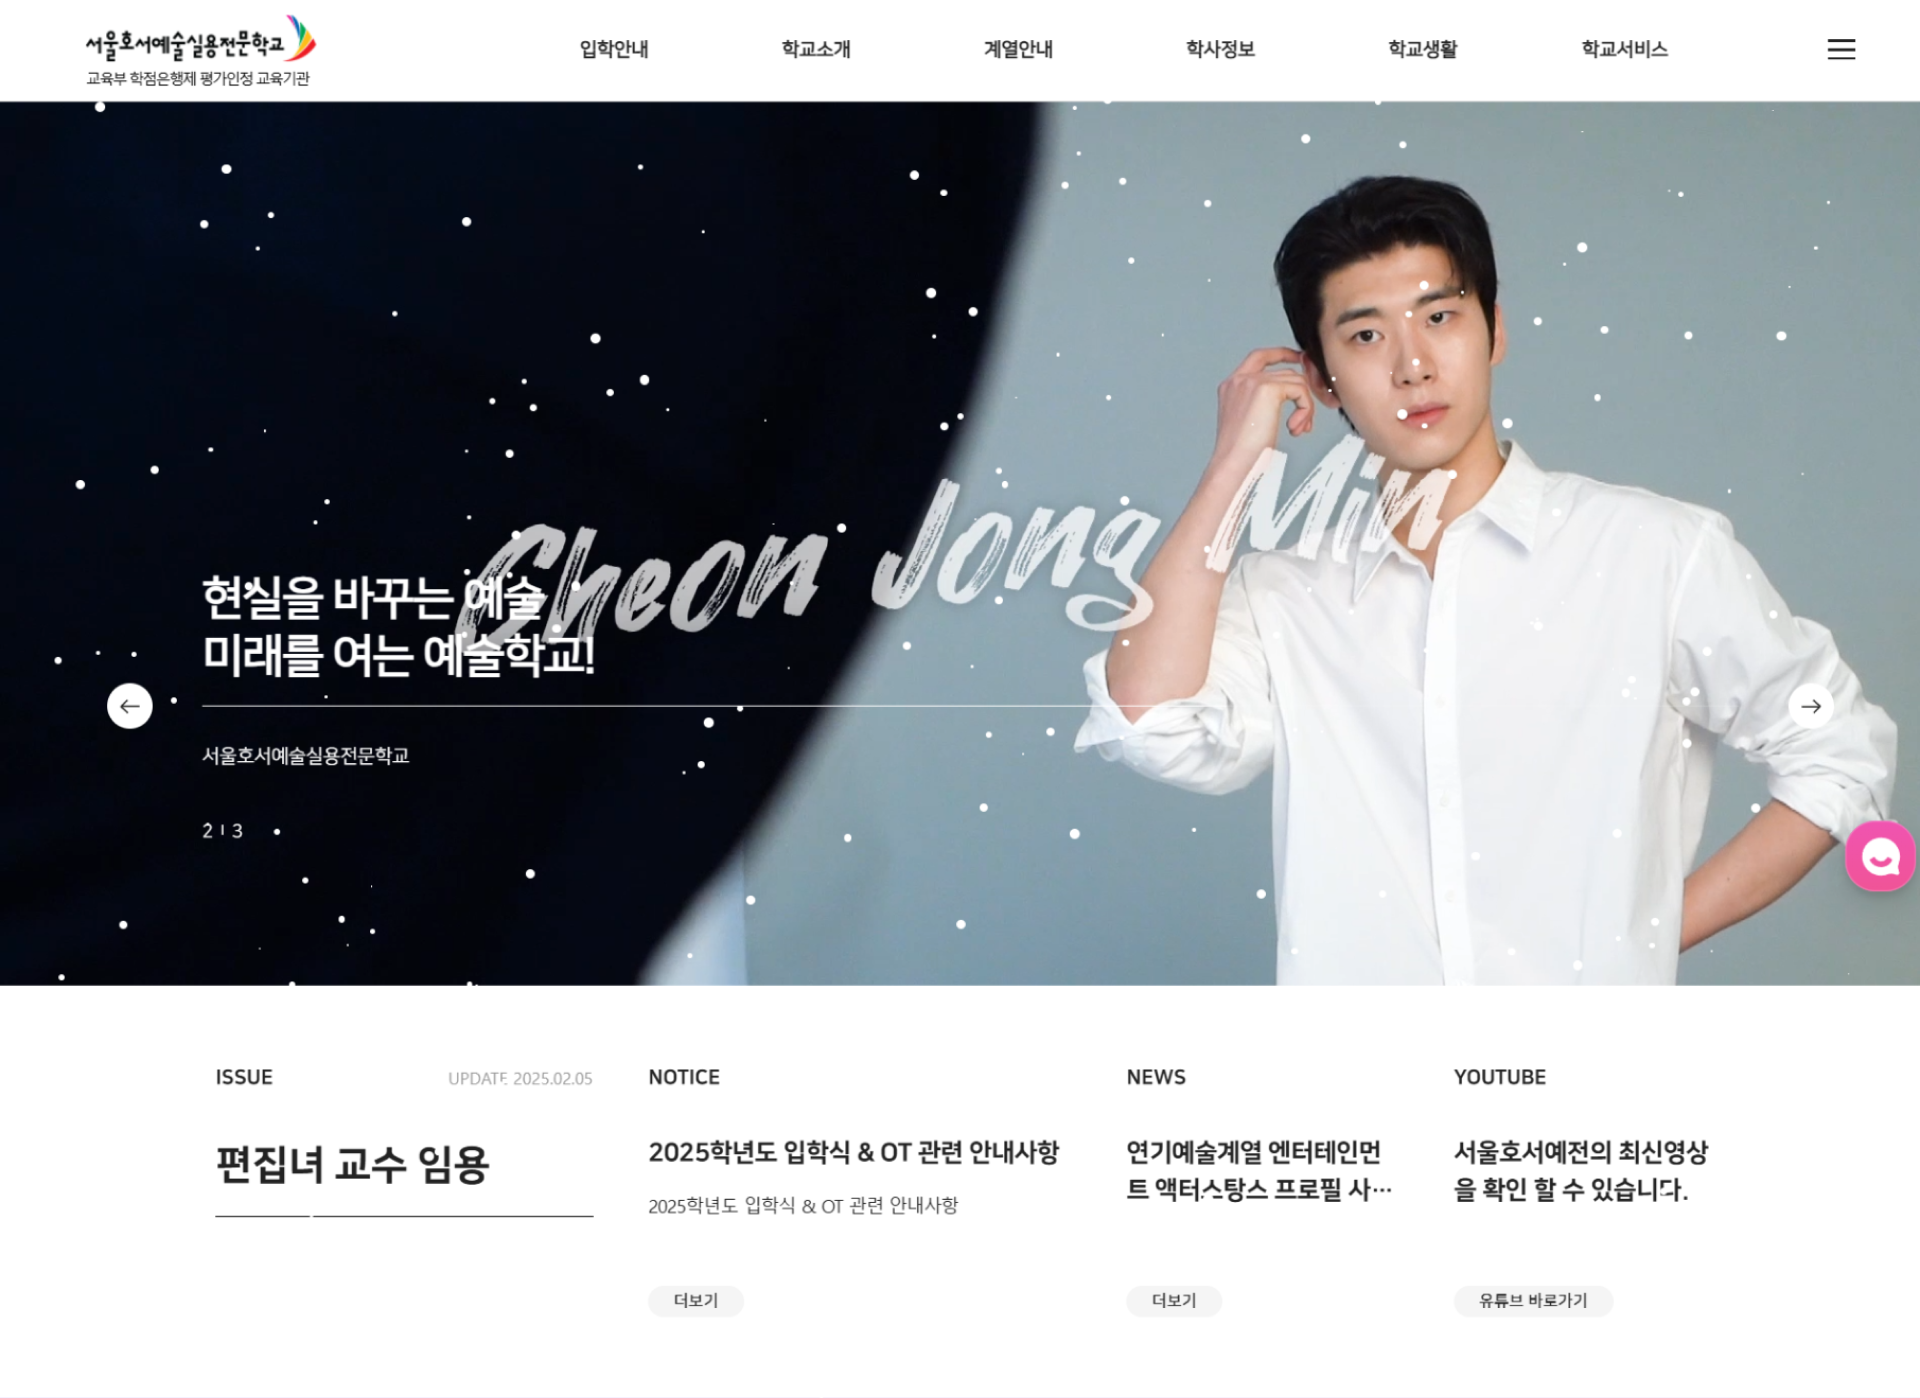 서울호서예술실용전문학교
교육부 학점은행제 평가인정 교육기관
입학안내
학교소개
계열안내
학사정보
학교생활
학교서비스
Cheon Jong Min
현실을 바꾸는 예술
미래를 여는 예술학교!
서울호서예술실용전문학교
2 | 3
ISSUE
UPDATE. 2025.02.05
편집녀 교수 임용
NOTICE
2025학년도 입학식 & OT 관련 안내사항
2025학년도 입학식 & OT 관련 안내사항
더보기
NEWS
연기예술계열 엔터테인먼
트 액터스탕스 프로필 사…
더보기
YOUTUBE
서울호서예전의 최신영상
을 확인 할 수 있습니다.
유튜브 바로가기